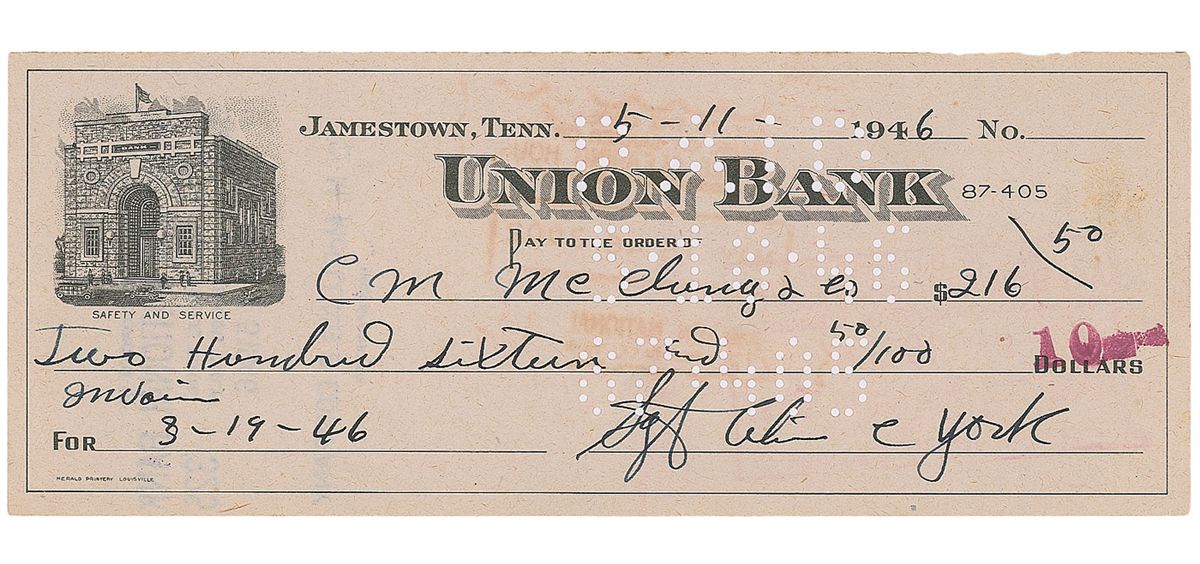 BANK
JAMESTOWN, TENN. 5-11- 1946 No.
UNION BANK 87-405
PAY TO THE ORDER OF
C M McClung & Co $216 50
SAFETY AND SERVICE
Two Hundred Sixteen and 50/100 DOLLARS
10
Invoice
FOR 3-19-46
Sgt Alvin C York
HERALD PRINTERY LOUISVILLE